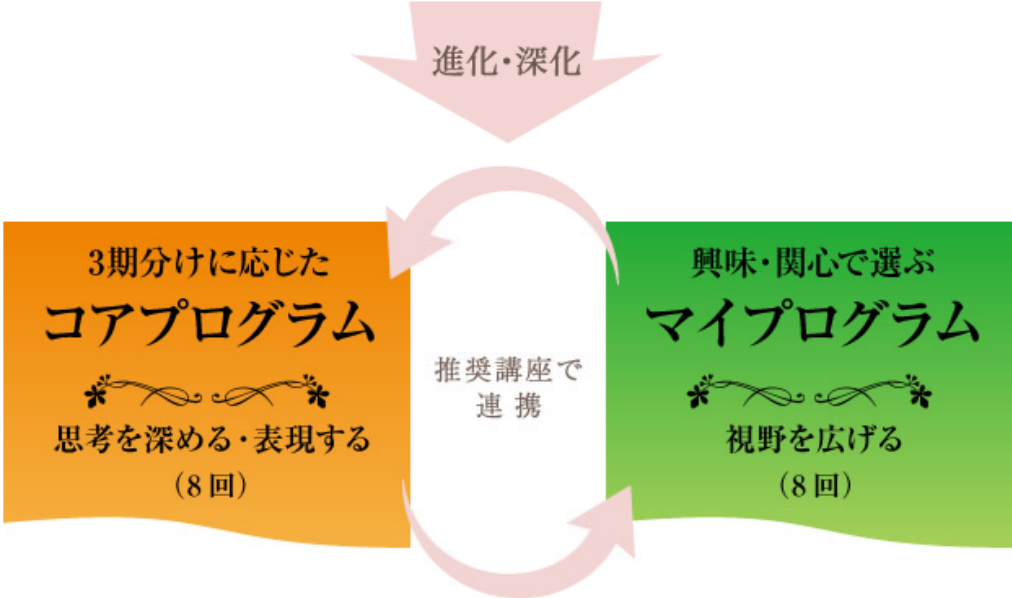 進化・深化
3期分けに応じた
コアプログラム
思考を深める・表現する
（8回）
推奨講座で
連携
興味・関心で選ぶ
マイプログラム
視野を広げる
（8回）